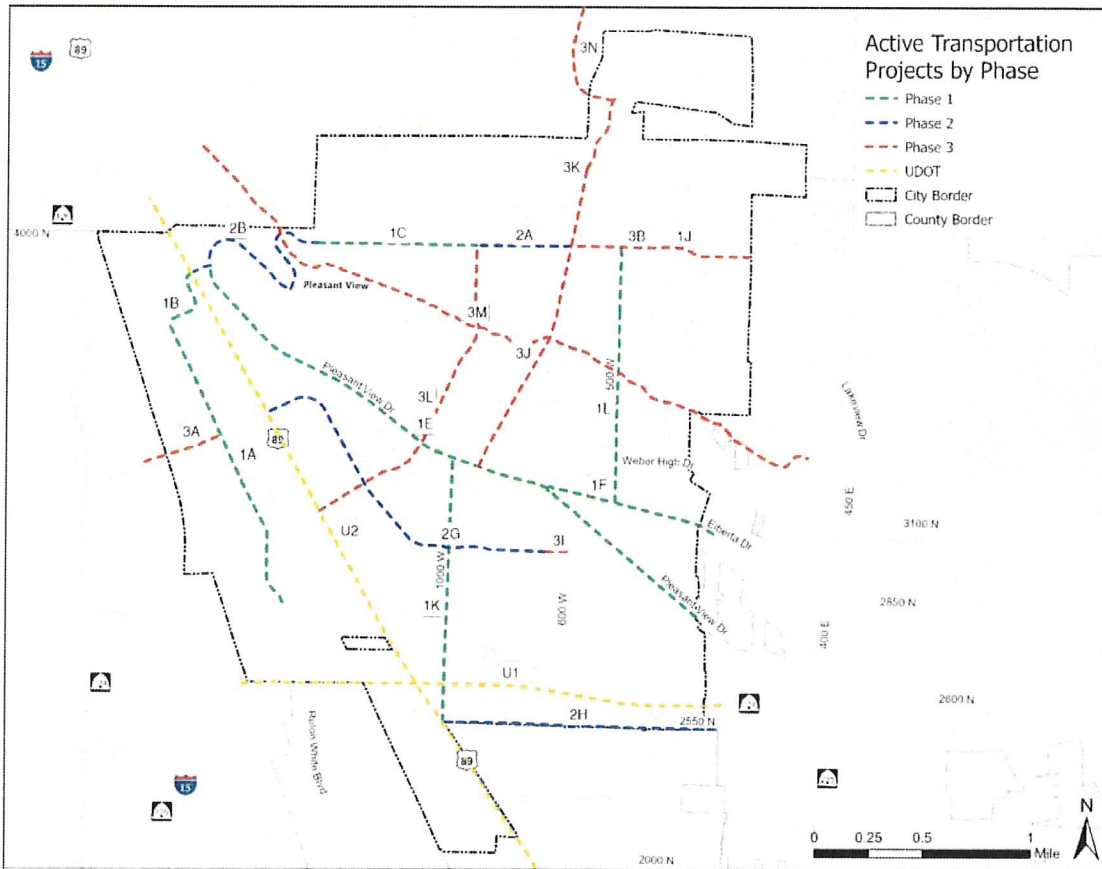 Active Transportation
Projects by Phase
Phase 1
Phase 2
Phase 3
UDOT
City Border
County Border
89
15
3N
3K
4000 N
2B
1C
2A
3B
1J
Pleasant View
1B
3M
3J
Pleasant View Dr
3L
500 W
Lakeview Dr
1E
1L
89
3A
1A
Weber High Dr
1F
450 E
U2
3100 N
Elberta Dr
2G
3I
1000 W
Pleasant View Dr
2850 N
1K
600 W
400 E
U1
2600 N
2H
2550 N
Rulon White Blvd
89
15
2000 N
0 0.25 0.5 1
Mile
N